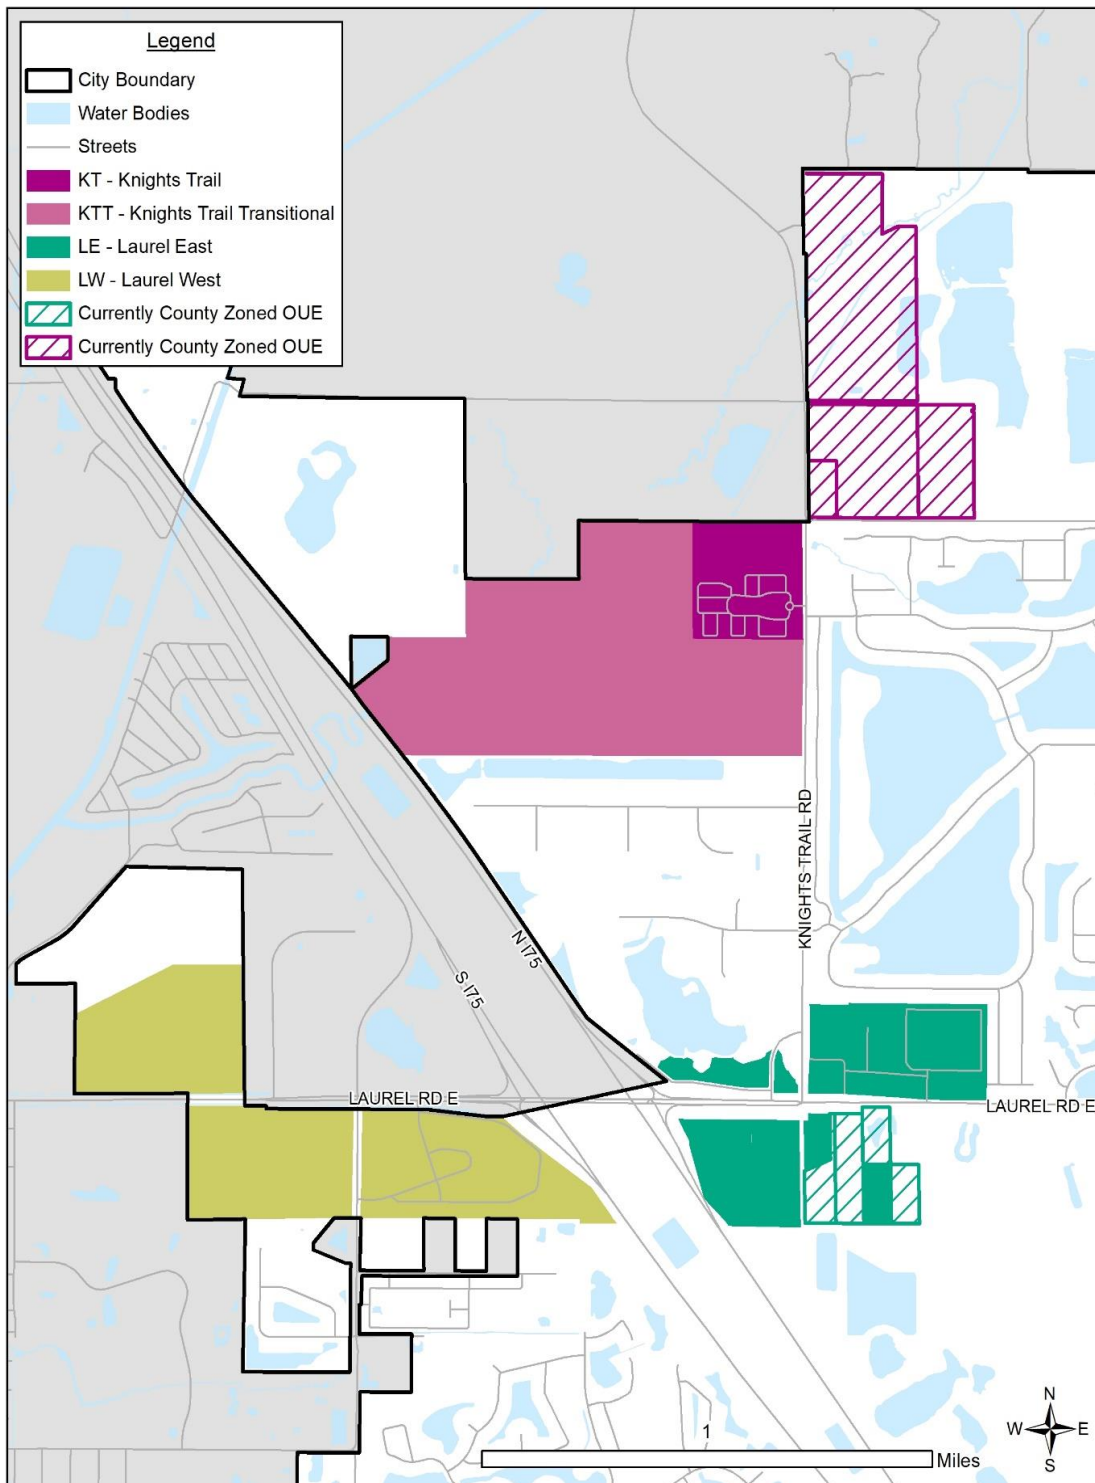 Legend
City Boundary
Water Bodies
Streets
KT - Knights Trail
KTT - Knights Trail Transitional
LE - Laurel East
LW - Laurel West
Currently County Zoned OUE
Currently County Zoned OUE
KNIGHTS TRAIL RD
N I75
S I75
LAUREL RD E
LAUREL RD E
N
W E
S
1
Miles